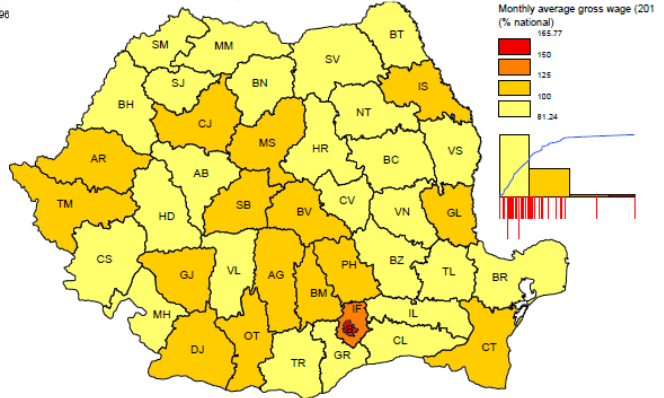 96
Monthly average gross wage (201
(% national)
165.77
150
125
100
81.24
BT
SM
MM
SV
SJ
BN
IS
BH
CJ
NT
MS
HR
VS
AR
AB
BC
TM
SB
BV
CV
VN
GL
HD
CS
GJ
VL
AG
PH
BZ
TL
BR
BM
IF
IL
MH
DJ
OT
TR
GR
CL
CT